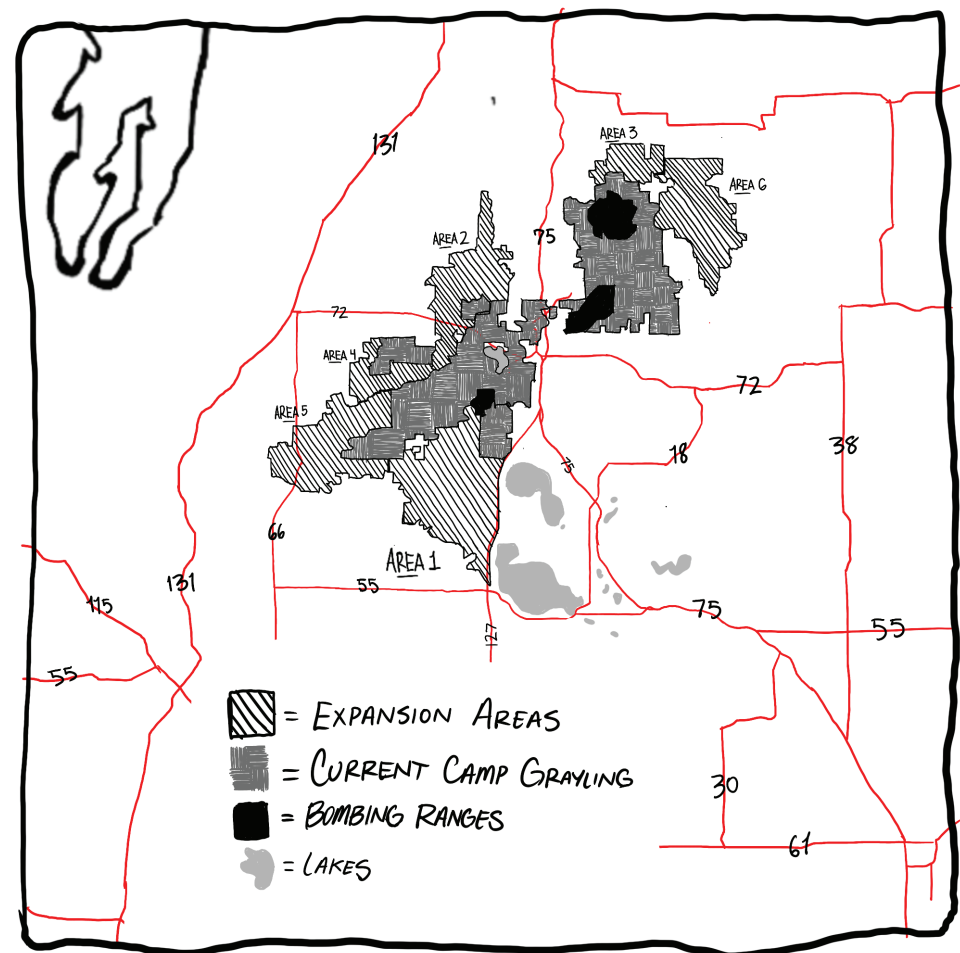 131
AREA 3
AREA 6
AREA 2
75
72
AREA 4
72
AREA 5
18
38
75
66
AREA 1
131
55
115
75
127
55
55
= EXPANSION AREAS
= CURRENT CAMP GRAYLING
30
= BOMBING RANGES
61
= LAKES